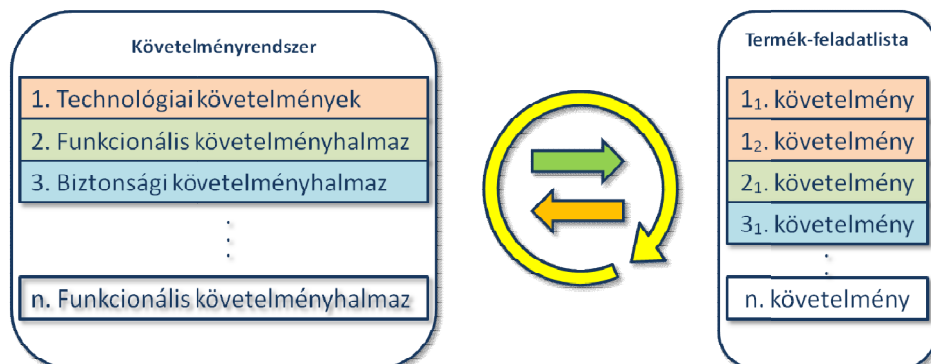 Követelményrendszer
1. Technológiai követelmények
2. Funkcionális követelményhalmaz
3. Biztonsági követelményhalmaz
.
.
.
n. Funkcionális követelményhalmaz
Termék-feladatlista
1₁. követelmény
1₂. követelmény
2₁. követelmény
3₁. követelmény
.
.
n. követelmény